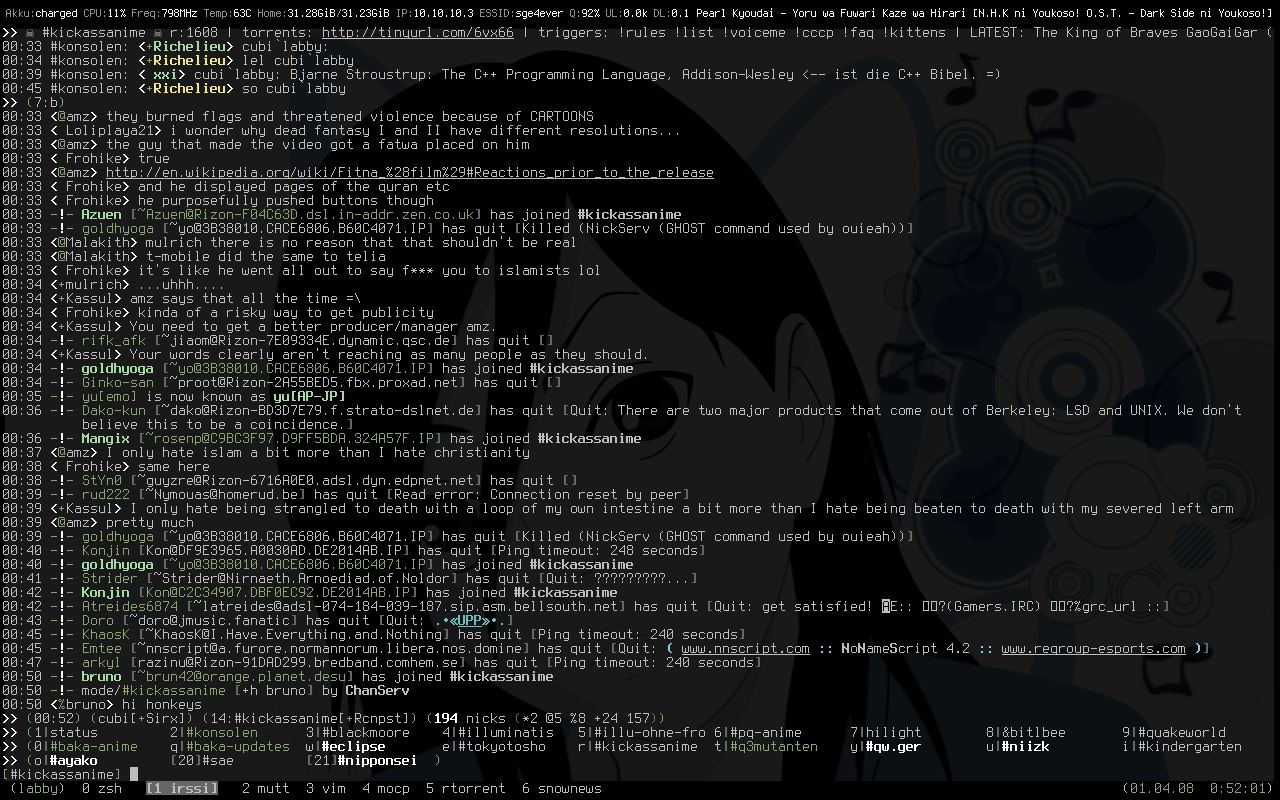 Akku:charged CPU:11% Freq:798MHz Temp:63C Home:31.28GiB/31.23GiB IP:10.10.10.3 ESSID:sge4ever Q:92% UL:0.0k DL:0.1 Pearl Kyoudai - Yoru wa Fuwari Kaze wa Hirari [N.H.K ni Youkoso! O.S.T. - Dark Side ni Youkoso!]
>> ☠ #kickassanime ☠ r:1608 | torrents: http://tinyurl.com/6vx66 | triggers: !rules !list !voiceme !cccp !faq !kittens | LATEST: The King of Braves GaoGaiGar (
00:33 #konsolen: <+Richelieu> cubi`labby:
00:34 #konsolen: <+Richelieu> lel cubi`labby
00:39 #konsolen: < xxi> cubi`labby: Bjarne Stroustrup: The C++ Programming Language, Addison-Wesley <-- ist die C++ Bibel. =)
00:45 #konsolen: <+Richelieu> so cubi`labby
>> (7:b)
00:33 <@amz> they burned flags and threatened violence because of CARTOONS
00:33 < Loliplaya21> i wonder why dead fantasy I and II have different resolutions...
00:33 <@amz> the guy that made the video got a fatwa placed on him
00:33 < Frohike> true
00:33 <@amz> http://en.wikipedia.org/wiki/Fitna_%28film%29#Reactions_prior_to_the_release
00:33 < Frohike> and he displayed pages of the quran etc
00:33 < Frohike> he purposefully pushed buttons though
00:33 -!- Azuen [~Azuen@Rizon-F04C63D.dsl.in-addr.zen.co.uk] has joined #kickassanime
00:33 -!- goldhyoga [~yo@3B38010.CACE6806.B60C4071.IP] has quit [Killed (NickServ (GHOST command used by ouieah))]
00:33 <@Malakith> mulrich there is no reason that that shouldn't be real
00:33 <@Malakith> t-mobile did the same to telia
00:34 < Frohike> it's like he went all out to say f*** you to islamists lol
00:34 <+mulrich> ...uhhh....
00:34 <+Kassul> amz says that all the time =\
00:34 < Frohike> kinda of a risky way to get publicity
00:34 <+Kassul> You need to get a better producer/manager amz.
00:34 -!- rifk_afk [~jiaom@Rizon-7E09334E.dynamic.qsc.de] has quit []
00:34 <+Kassul> Your words clearly aren't reaching as many people as they should.
00:34 -!- goldhyoga [~yo@3B38010.CACE6806.B60C4071.IP] has joined #kickassanime
00:34 -!- Ginko-san [~proot@Rizon-2A55BED5.fbx.proxad.net] has quit []
00:35 -!- yu[emo] is now known as yu[AP-JP]
00:36 -!- Dako-kun [~dako@Rizon-BD3D7E79.f.strato-dslnet.de] has quit [Quit: There are two major products that come out of Berkeley: LSD and UNIX. We don't
believe this to be a coincidence.]
00:36 -!- Mangix [~rosenp@C9BC3F97.D9FF5BDA.324A57F.IP] has joined #kickassanime
00:37 <@amz> I only hate islam a bit more than I hate christianity
00:38 < Frohike> same here
00:38 -!- StYn0 [~guyzre@Rizon-6716A0E0.adsl.dyn.edpnet.net] has quit []
00:39 -!- rud222 [~Nymouas@homerud.be] has quit [Read error: Connection reset by peer]
00:39 <+Kassul> I only hate being strangled to death with a loop of my own intestine a bit more than I hate being beaten to death with my severed left arm
00:39 <@amz> pretty much
00:39 -!- goldhyoga [~yo@3B38010.CACE6806.B60C4071.IP] has quit [Killed (NickServ (GHOST command used by ouieah))]
00:40 -!- Konjin [Kon@DF9E3965.A0030AD.DE2014AB.IP] has quit [Ping timeout: 248 seconds]
00:40 -!- goldhyoga [~yo@3B38010.CACE6806.B60C4071.IP] has joined #kickassanime
00:41 -!- Strider [~Strider@Nirnaeth.Arnoediad.of.Noldor] has quit [Quit: ?????????...]
00:42 -!- Konjin [Kon@C2C34907.DBF0EC92.DE2014AB.IP] has joined #kickassanime
00:42 -!- Atreides6874 [~latreides@adsl-074-184-039-187.sip.asm.bellsouth.net] has quit [Quit: get satisfied! E:: ?(Gamers.IRC) ?%grc_url ::]
00:43 -!- Doro [~doro@jmusic.fanatic] has quit [Quit: .•«UPP»•.]
00:45 -!- KhaosK [~KhaosK@I.Have.Everything.and.Nothing] has quit [Ping timeout: 240 seconds]
00:45 -!- Emtee [~nnscript@a.furore.normannorum.libera.nos.domine] has quit [Quit: ( www.nnscript.com :: NoNameScript 4.2 :: www.regroup-esports.com )]
00:47 -!- arkyl [razinu@Rizon-91DAD299.bredband.comhem.se] has quit [Ping timeout: 240 seconds]
00:50 -!- bruno [~brun42@orange.planet.desu] has joined #kickassanime
00:50 -!- mode/#kickassanime [+h bruno] by ChanServ
00:50 <%bruno> hi honkeys
>> (00:52) (cubi[+Sirx]) (14:#kickassanime[+Rcnpst]) (194 nicks (*2 @5 %8 +24 157))
>> (1|status 2|#konsolen 3|#blackmoore 4|#illuminatis 5|#illu-ohne-fro 6|#pq-anime 7|hilight 8|&bitlbee 9|#quakeworld
>> (0|#baka-anime q|#baka-updates w|#eclipse e|#tokyotosho r|#kickassanime t|#q3mutanten y|#qw.ger u|#niizk i|#kindergarten
>> (o|#ayako [20]#sae [21]#nipponsei )
[#kickassanime]
(labby) 0 zsh [1 irssi] 2 mutt 3 vim 4 mocp 5 rtorrent 6 snownews (01.04.08 0:52:01)